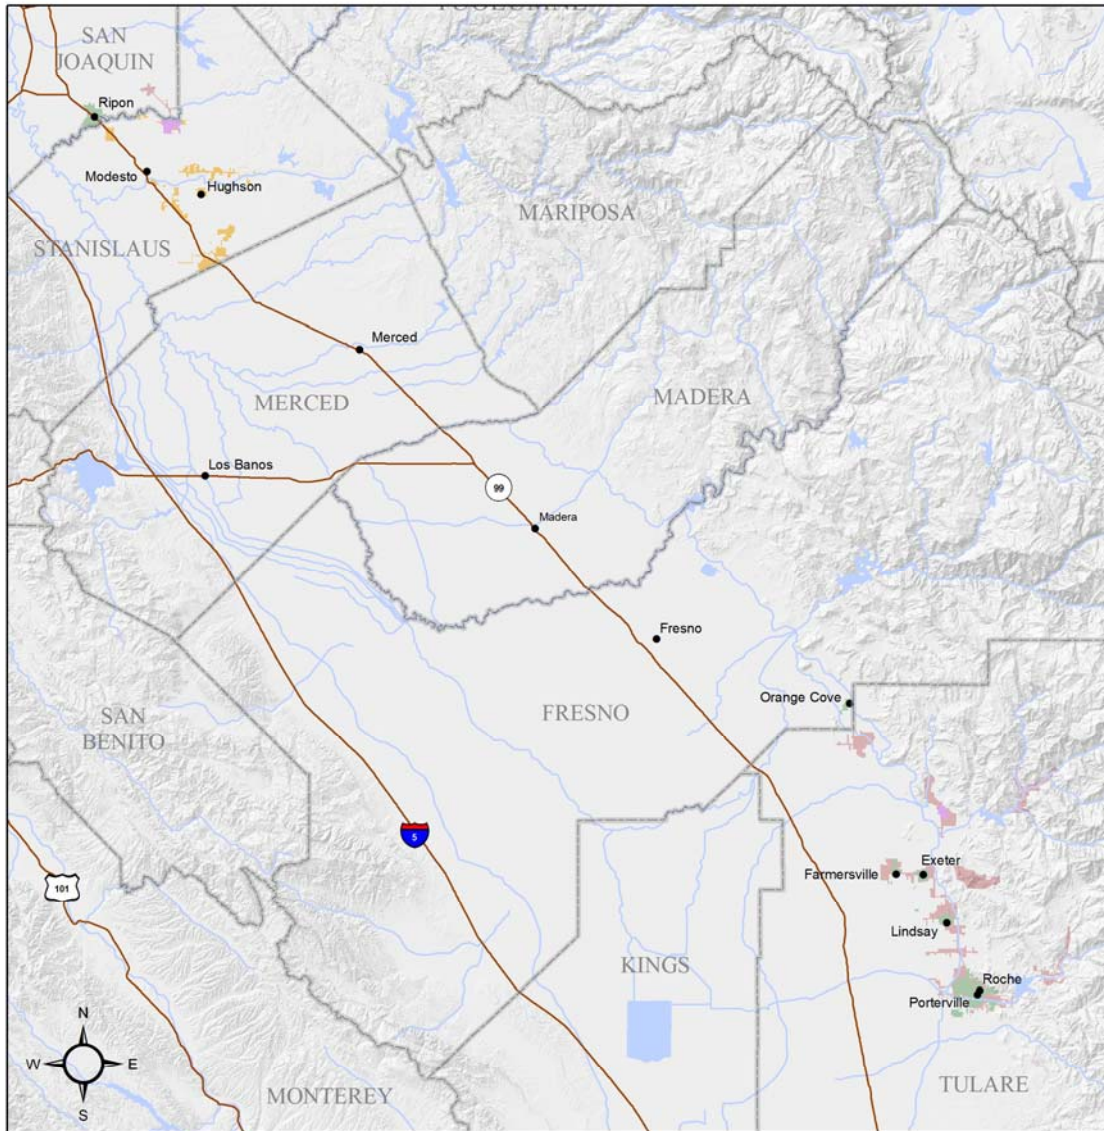 TUOLUMNE
SAN
JOAQUIN
Ripon
Modesto
Hughson
STANISLAUS
MARIPOSA
Merced
MERCED
MADERA
Los Banos
99
Madera
Fresno
Orange Cove
FRESNO
SAN
BENITO
5
101
Exeter
Farmersville
Lindsay
KINGS
Roche
Porterville
N
W
E
S
MONTEREY
TULARE